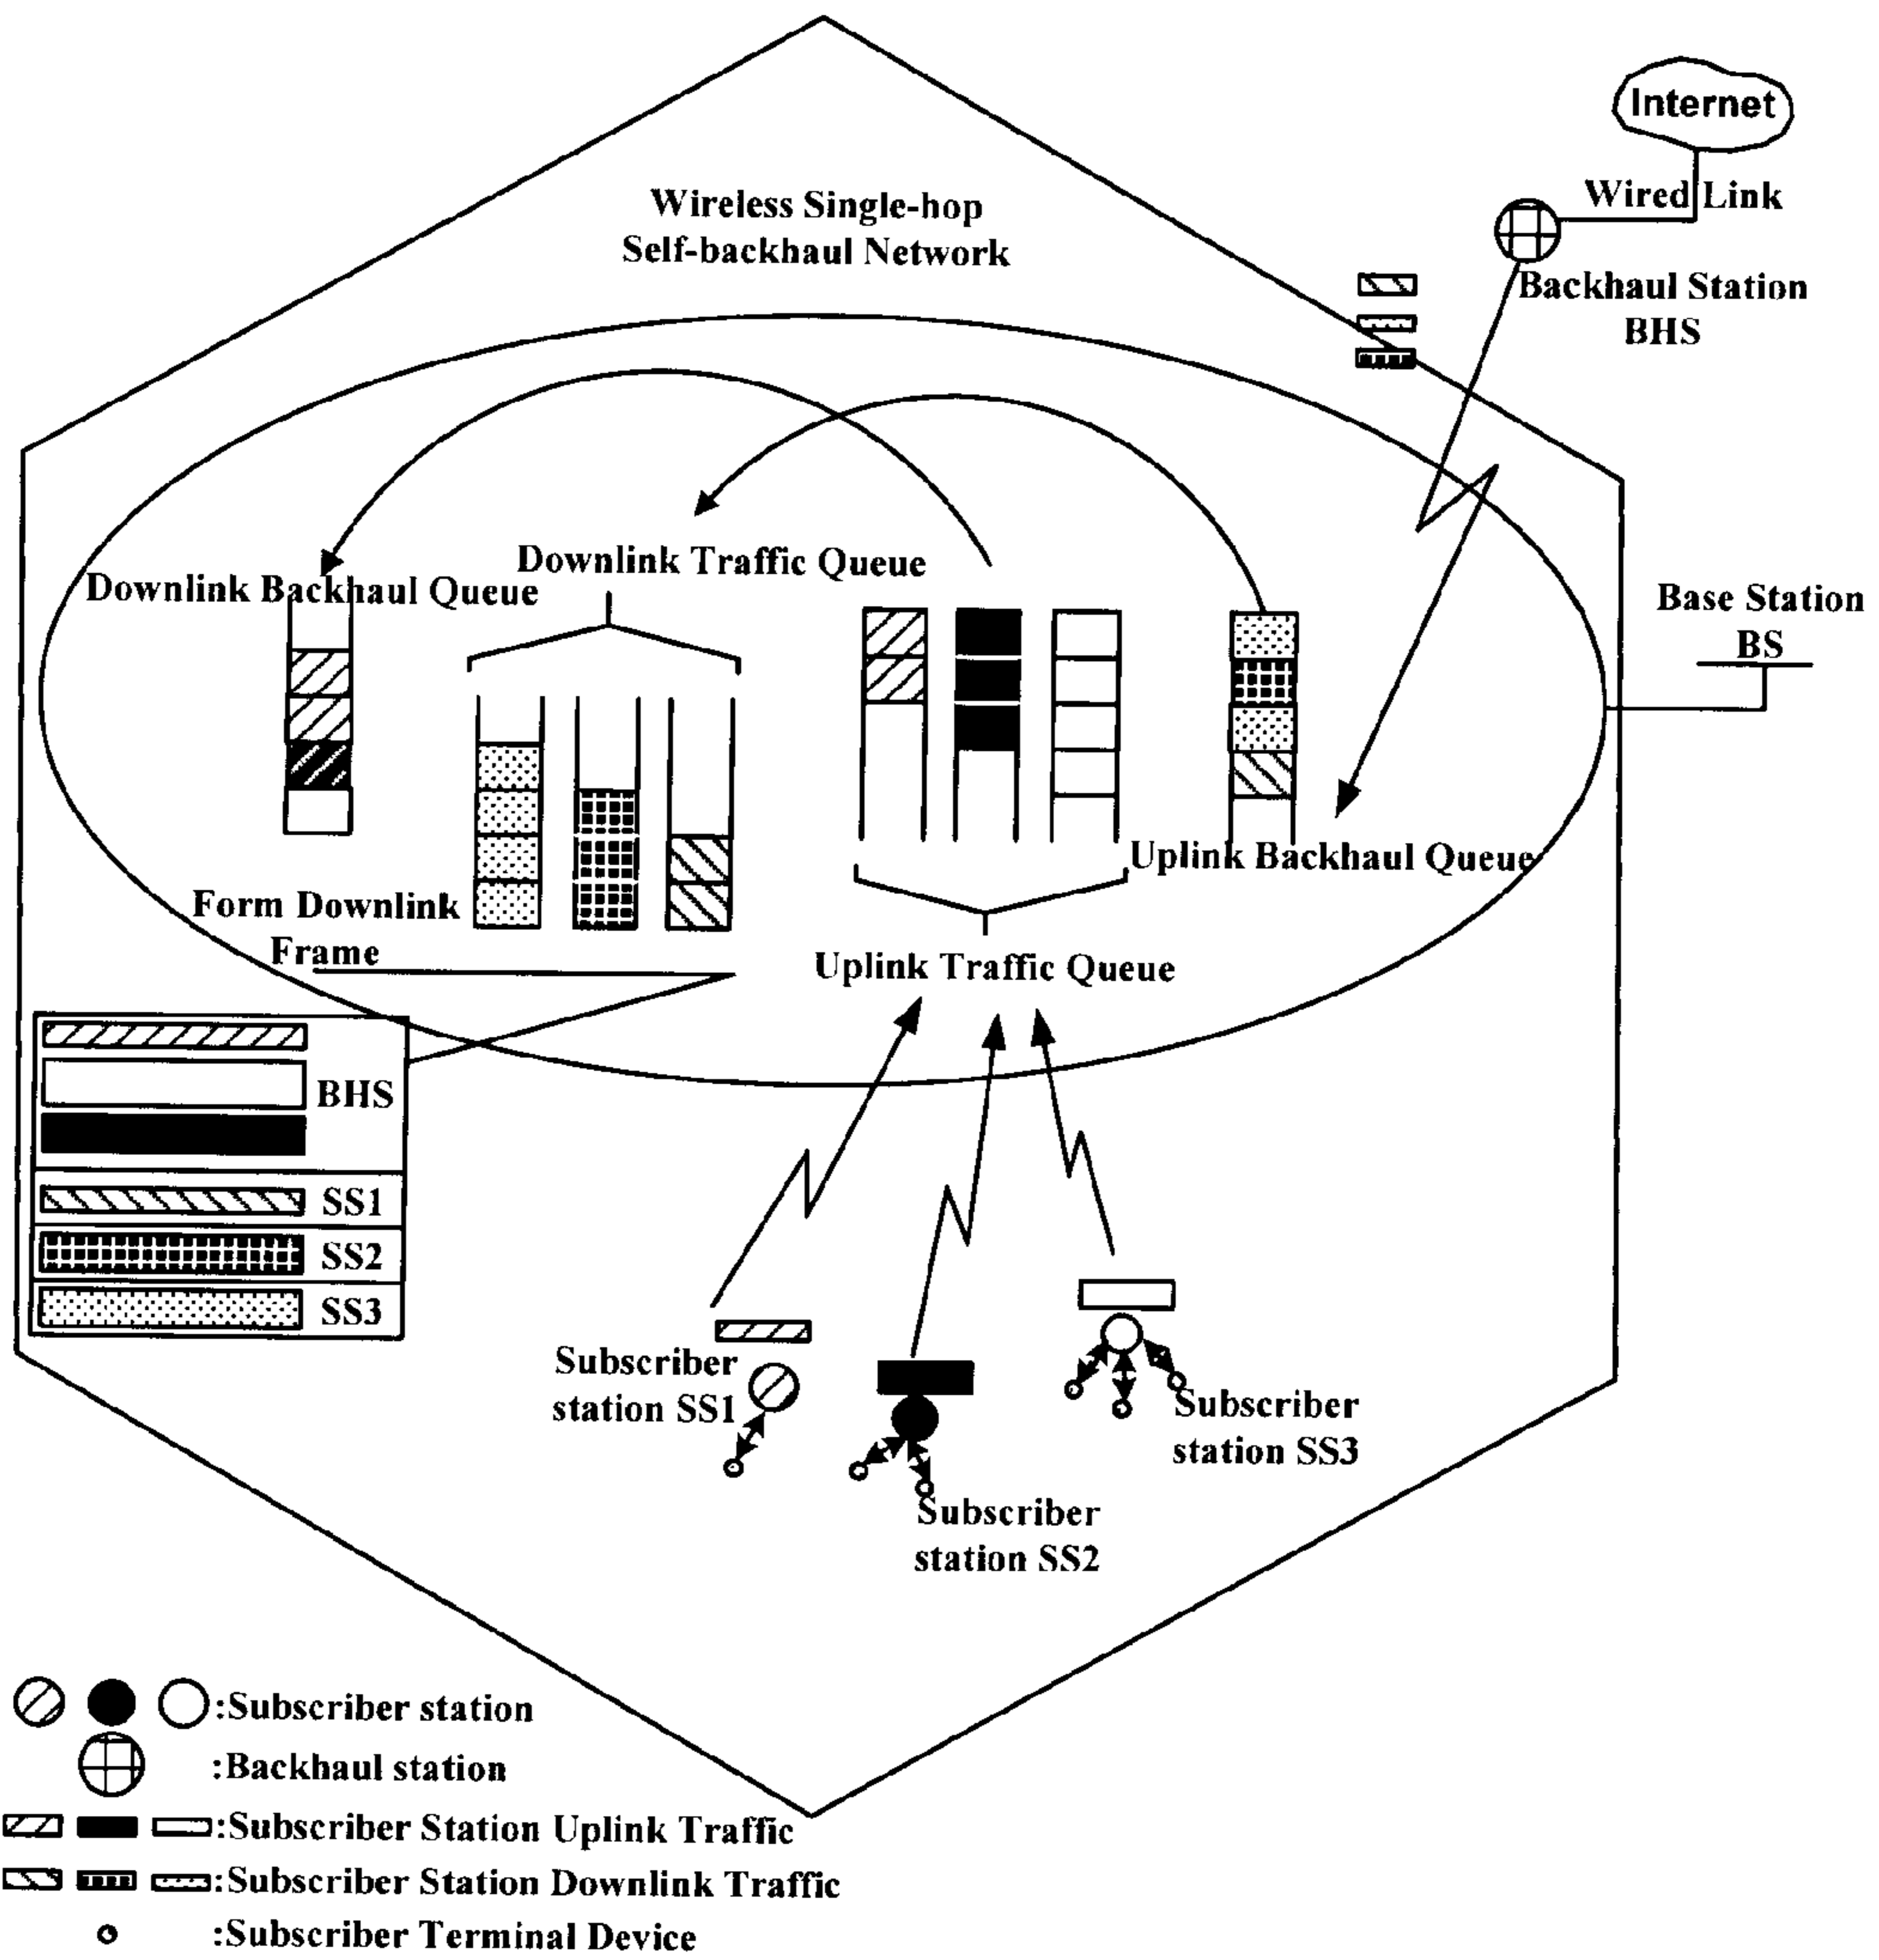 Internet
Wired Link
Wireless Single-hop
Self-backhaul Network
Backhaul Station
BHS
Downlink Traffic Queue
Downlink Backhaul Queue
Base Station
BS
Uplink Backhaul Queue
Form Downlink
Frame
Uplink Traffic Queue
BHS
SS1
SS2
SS3
Subscriber
station SS1
Subscriber
station SS3
Subscriber
station SS2
:Subscriber station
:Backhaul station
:Subscriber Station Uplink Traffic
:Subscriber Station Downlink Traffic
:Subscriber Terminal Device